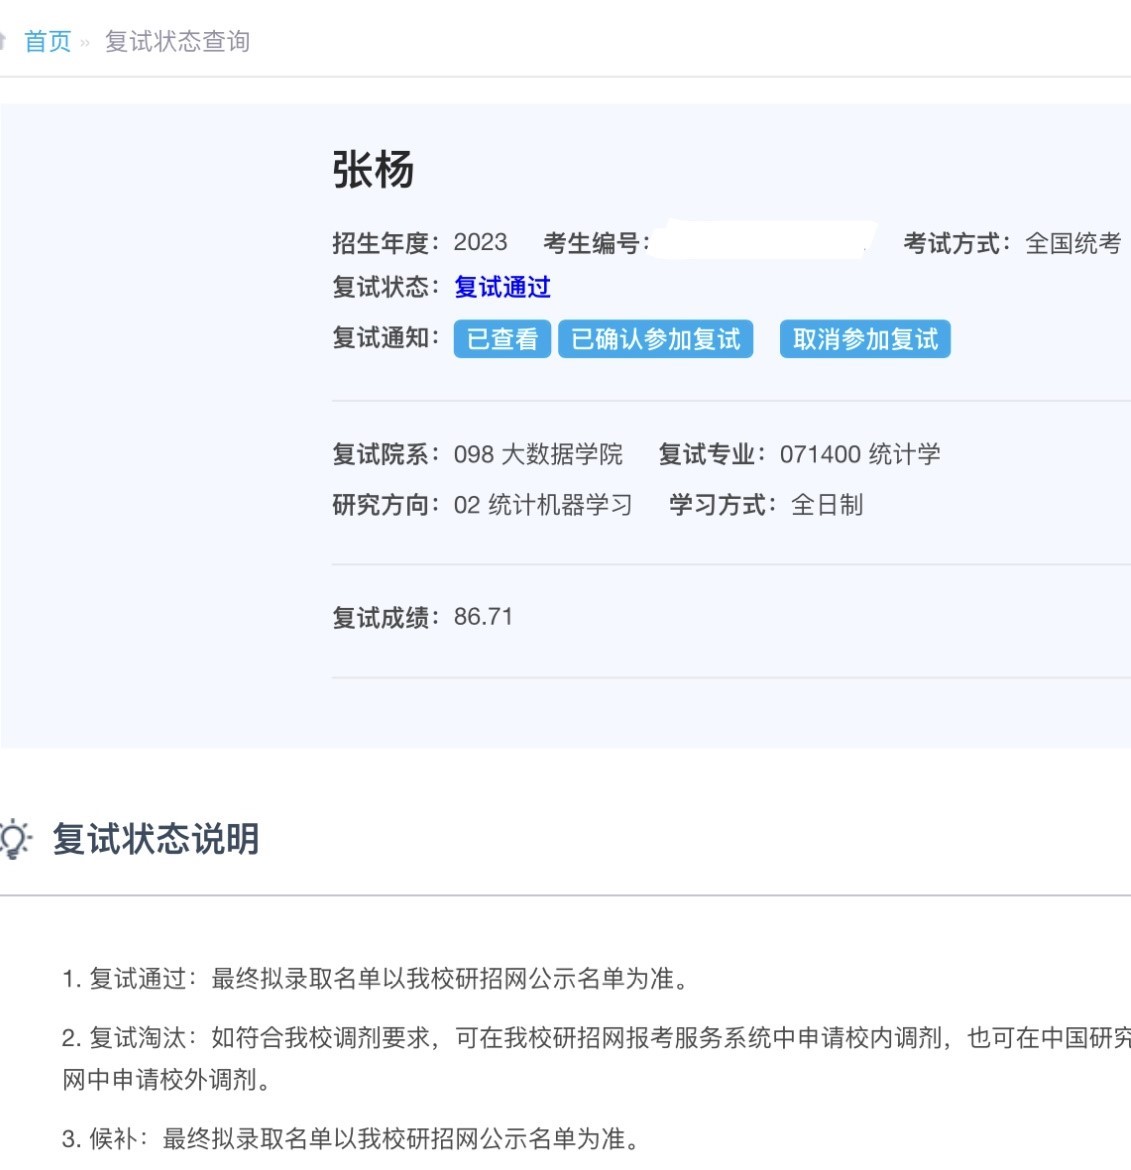 首页 » 复试状态查询
张杨
招生年度：2023 考生编号： 考试方式：全国统考
复试状态：复试通过
复试通知：已查看 已确认参加复试 取消参加复试
复试院系：098 大数据学院 复试专业：071400 统计学
研究方向：02 统计机器学习 学习方式：全日制
复试成绩：86.71
复试状态说明
1. 复试通过：最终拟录取名单以我校研招网公示名单为准。
2. 复试淘汰：如符合我校调剂要求，可在我校研招网报考服务系统中申请校内调剂，也可在中国研究
网中申请校外调剂。
3. 候补：最终拟录取名单以我校研招网公示名单为准。